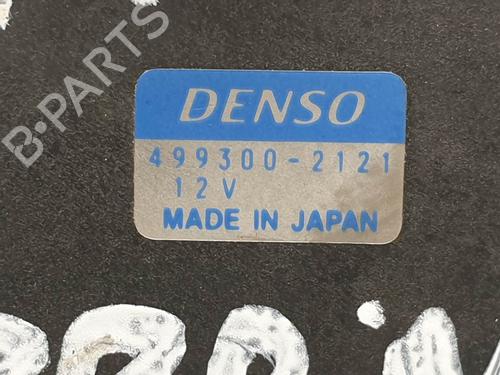 B-PARTS
DENSO
499300-2121
12V
MADE IN JAPAN